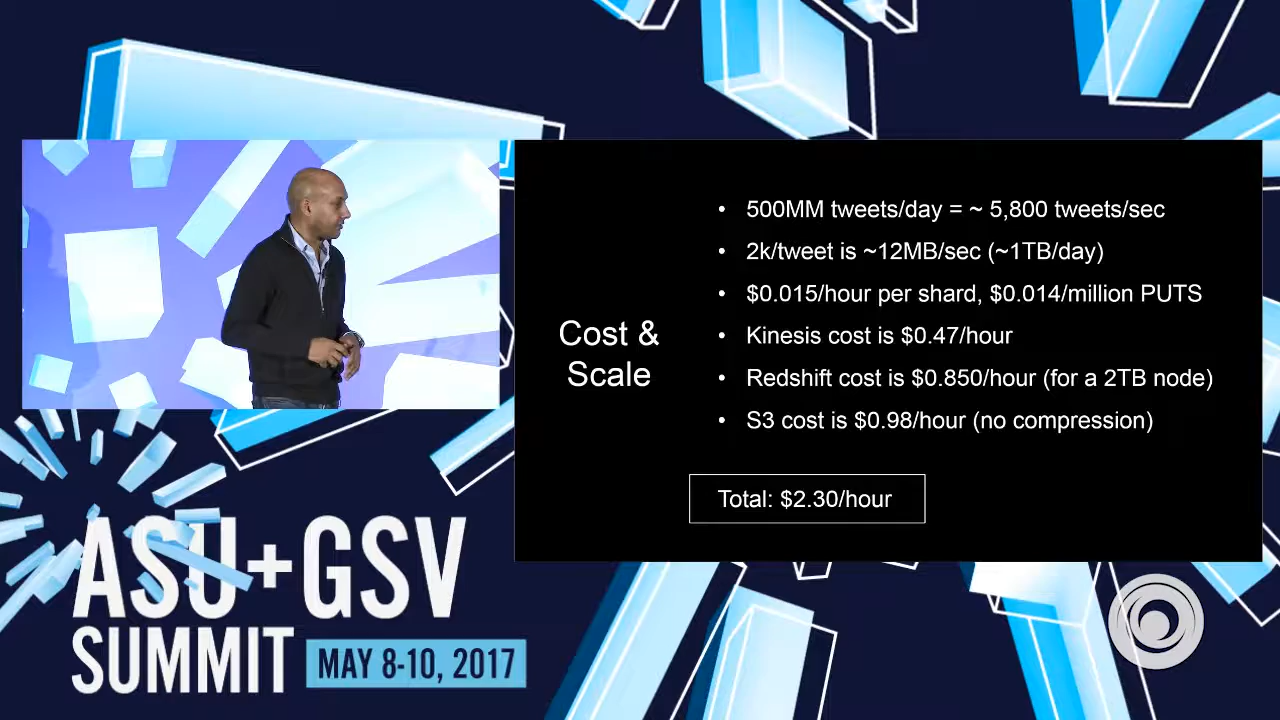 Cost &
Scale
• 500MM tweets/day = ~ 5,800 tweets/sec
• 2k/tweet is ~12MB/sec (~1TB/day)
• $0.015/hour per shard, $0.014/million PUTS
• Kinesis cost is $0.47/hour
• Redshift cost is $0.850/hour (for a 2TB node)
• S3 cost is $0.98/hour (no compression)
Total: $2.30/hour
ASU+GSV
SUMMIT
MAY 8-10, 2017